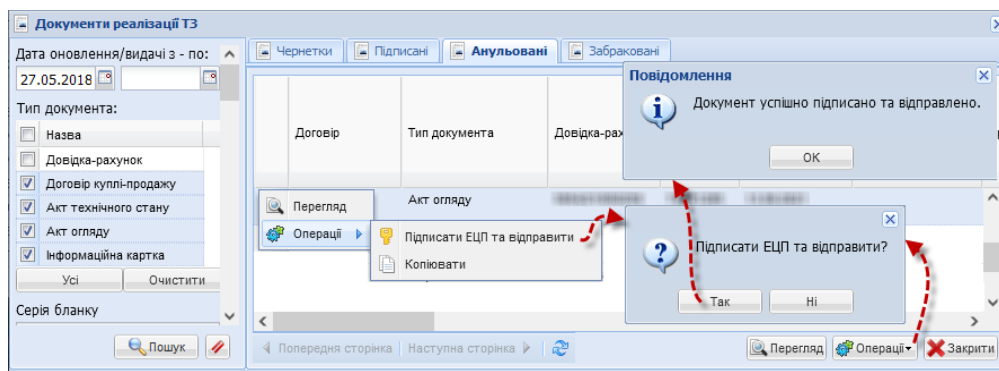 Документи реалізації ТЗ
Дата оновлення/видачі з - по:
27.05.2018
Тип документа:
Назва
Довідка-рахунок
Договір куплі-продажу
Акт технічного стану
Акт огляду
Інформаційна картка
Усі Очистити
Серія бланку
Пошук
Чернетки Підписані Анульовані Забраковані
Договір Тип документа Довідка-рах
Акт огляду
Перегляд
Операції
Підписати ЕЦП та відправити
Копіювати
Повідомлення
Документ успішно підписано та відправлено.
OK
Підписати ЕЦП та відправити?
Так Ні
Попередня сторінка Наступна сторінка
Перегляд Операції Закрити